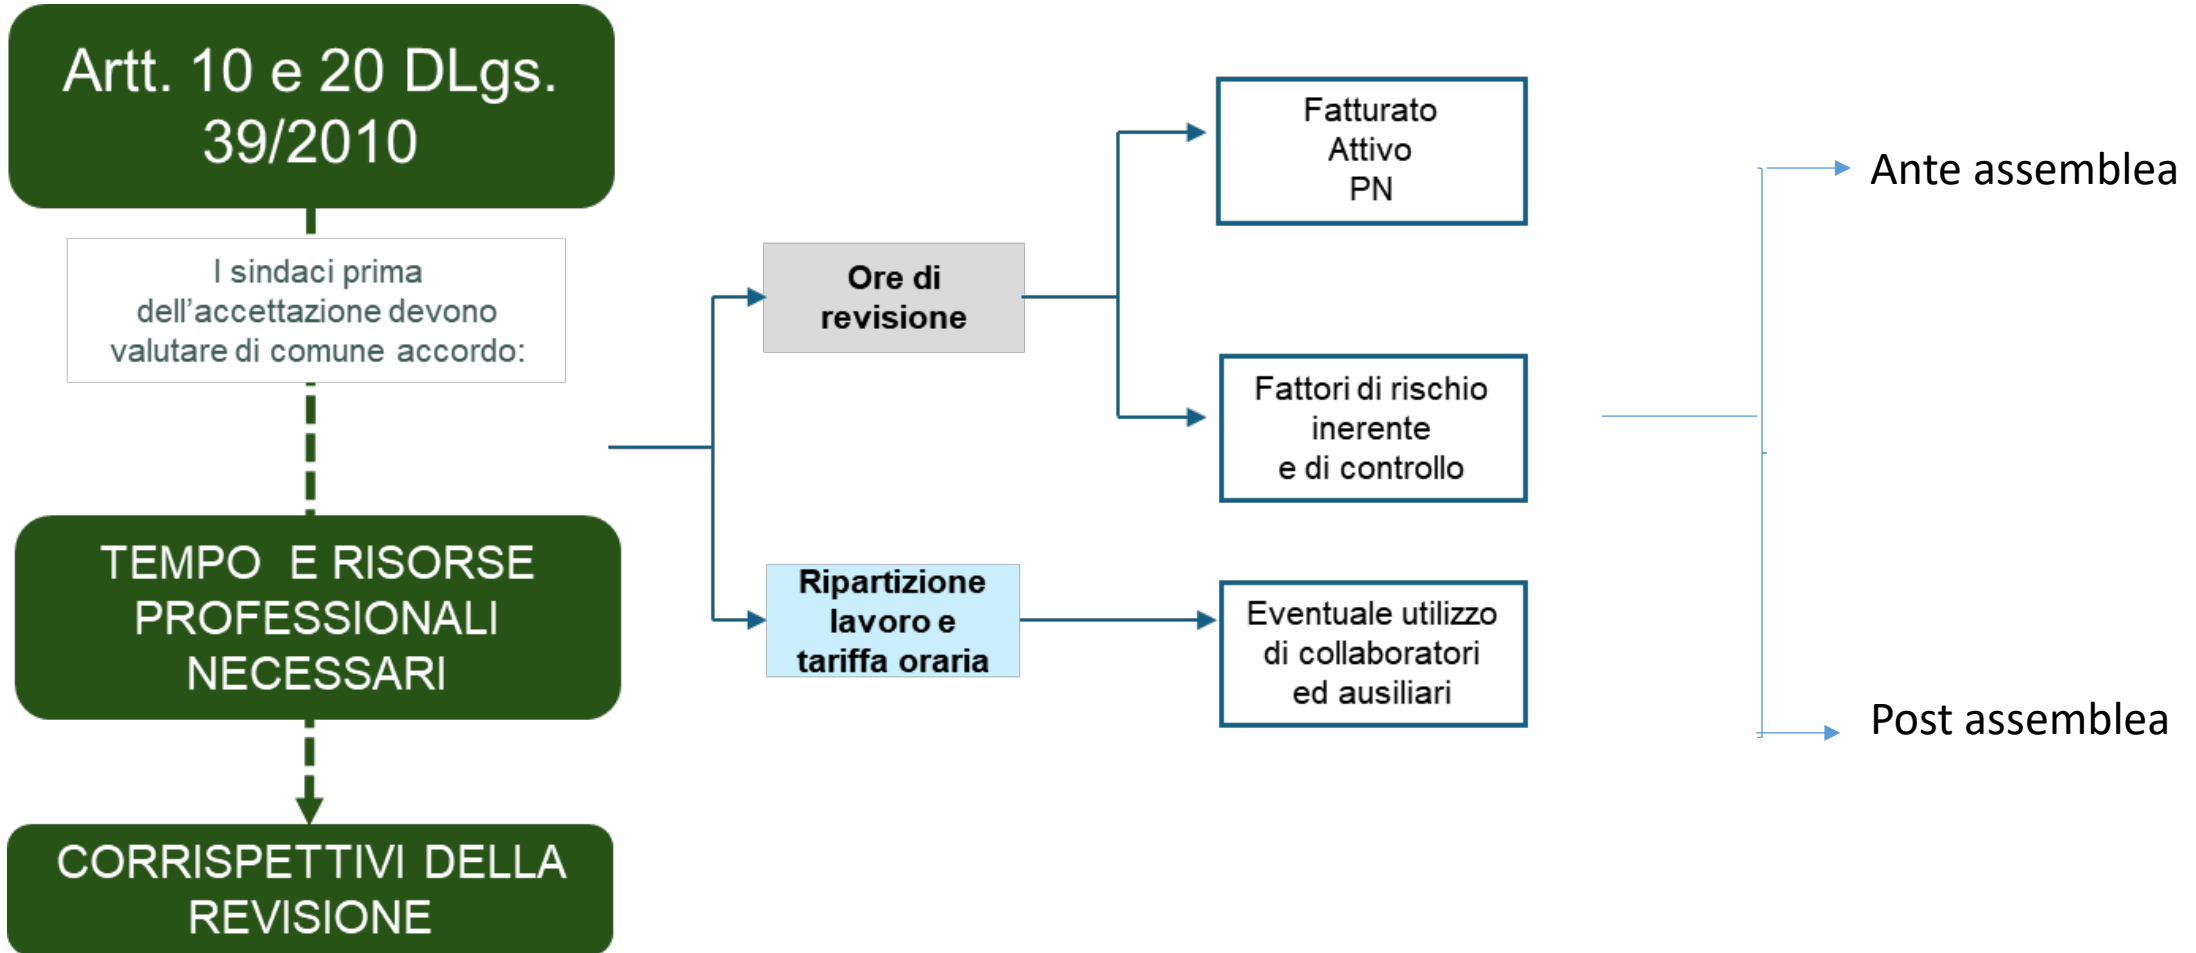 Artt. 10 e 20 DLgs.
39/2010
I sindaci prima
dell'accettazione devono
valutare di comune accordo:
TEMPO E RISORSE
PROFESSIONALI
NECESSARI
CORRISPETTIVI DELLA
REVISIONE
Ore di
revisione
Ripartizione
lavoro e
tariffa oraria
Fatturato
Attivo
PN
Fattori di rischio
inerente
e di controllo
Eventuale utilizzo
di collaboratori
ed ausiliari
Ante assemblea
Post assemblea